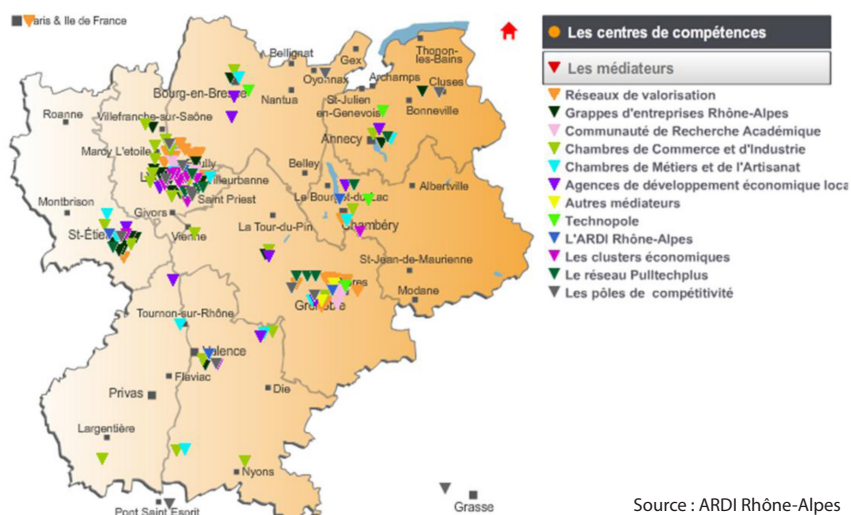 Paris & Ile de France
Bellignat
Gex
Thonon-les-Bains
Oyonnax
Archamps
Cluses
Bourg-en-Bresse
Nantua
St-Julien
en-Genevois
Bonneville
Roanne
Villefranche-sur-Saône
Annecy
Marcy L'etoile
Belley
Villeurbanne
Albertville
Montbrison
Saint Priest
Le Bourget-du-Lac
Givors
La Tour-du-Pin
Chambéry
Vienne
St-Jean-de-Maurienne
Modane
Grenoble
Tournon-sur-Rhône
Valence
Flaviac
Privas
Die
Largentière
Nyons
Pont Saint Esprit
Grasse
Les centres de compétences
Les médiateurs
Réseaux de valorisation
Grappes d'entreprises Rhône-Alpes
Communauté de Recherche Académique
Chambres de Commerce et d'Industrie
Chambres de Métiers et de l'Artisanat
Agences de développement économique loca
Autres médiateurs
Technopole
L'ARDI Rhône-Alpes
Les clusters économiques
Le réseau Pulltechplus
Les pôles de compétitivité
Source : ARDI Rhône-Alpes